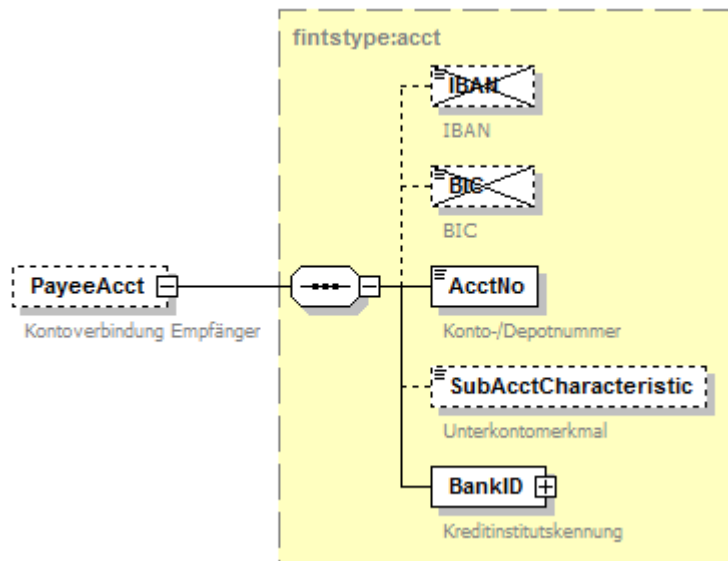 fintstype:acct
IBAN
IBAN
BIC
BIC
PayeeAcct
Kontoverbindung Empfänger
AcctNo
Konto-/Depotnummer
SubAcctCharacteristic
Unterkontomerkmal
BankID
Kreditinstitutskennung